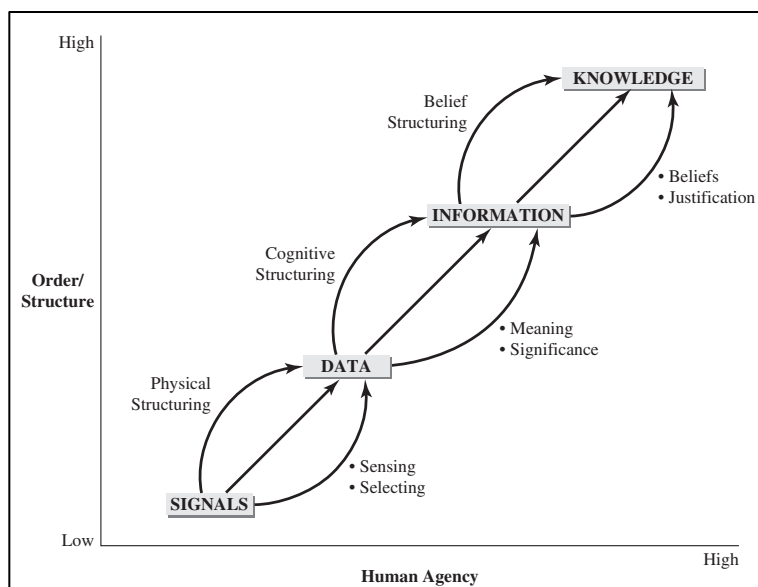 High
KNOWLEDGE
Belief
Structuring
• Beliefs
• Justification
INFORMATION
Cognitive
Structuring
Order/
Structure
• Meaning
• Significance
DATA
Physical
Structuring
• Sensing
• Selecting
SIGNALS
Low
High
Human Agency